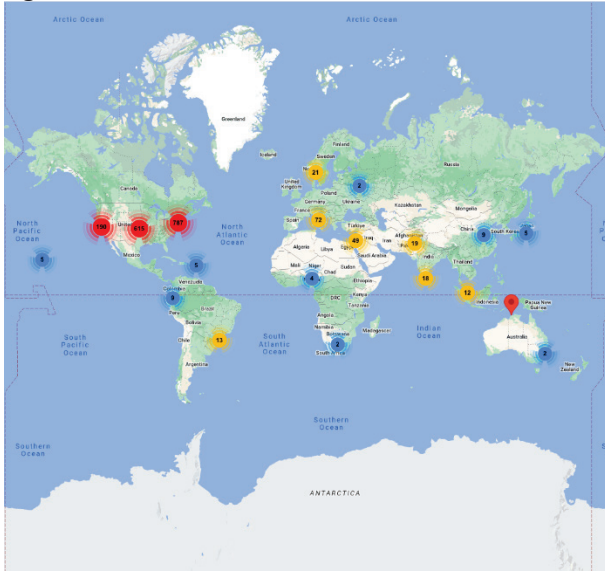 Arctic Ocean
Arctic Ocean
Greenland
Iceland
Sweden
Finland
Russia
21
2
United
Kingdom
Poland
Canada
Germany
Ukraine
Kazakhstan
Mongolia
France
North
Pacific
Ocean
190
615
767
North
Atlantic
Ocean
Spain
72
Türkiye
49
Iraq
Afghanistan
19
China
9
South Korea
5
Mexico
Algeria
Libya
Saudi Arabia
India
5
5
Mali
Niger
Chad
Sudan
Thailand
Venezuela
Colombia
4
Ethiopia
18
9
Brazil
DRC
Kenya
Tanzania
12
Indonesia
Papua New
Guinea
Peru
Bolivia
Angola
South
Pacific
Ocean
Chile
13
South
Atlantic
Ocean
Namibia
Botswana
Madagascar
Indian
Ocean
Australia
2
South Africa
2
Argentina
New
Zealand
Southern
Ocean
Southern
Ocean
Southern
Ocean
ANTARCTICA